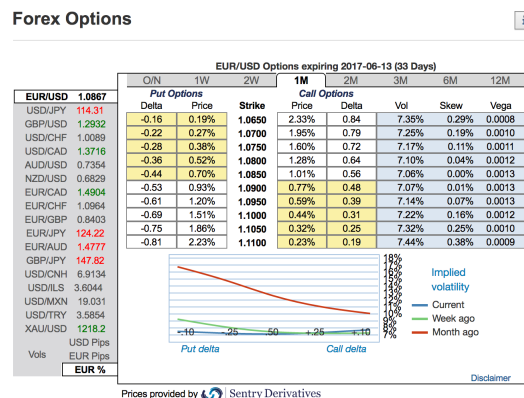 Forex Options
EUR/USD Options expiring 2017-06-13 (33 Days)
O/N 1W 2W 1M 2M 3M 6M 12M
Put Options Call Options
Delta Price Strike Price Delta Vol Skew Vega
EUR/USD 1.0867
USD/JPY 114.31
GBP/USD 1.2932
USD/CHF 1.0089
USD/CAD 1.3716
AUD/USD 0.7354
NZD/USD 0.6829
EUR/CAD 1.4904
EUR/CHF 1.0964
EUR/GBP 0.8403
EUR/JPY 124.22
EUR/AUD 1.4777
GBP/JPY 147.82
USD/CNH 6.9134
USD/ILS 3.6044
USD/MXN 19.031
USD/TRY 3.5854
XAU/USD 1218.2
-0.16 0.19% 1.0650 2.33% 0.84 7.35% 0.29% 0.0008
-0.22 0.27% 1.0700 1.95% 0.79 7.25% 0.19% 0.0010
-0.28 0.38% 1.0750 1.60% 0.72 7.17% 0.11% 0.0011
-0.36 0.52% 1.0800 1.28% 0.64 7.10% 0.04% 0.0012
-0.44 0.70% 1.0850 1.01% 0.56 7.06% 0.00% 0.0013
-0.53 0.93% 1.0900 0.77% 0.48 7.07% 0.01% 0.0013
-0.61 1.20% 1.0950 0.59% 0.39 7.14% 0.07% 0.0013
-0.69 1.51% 1.1000 0.44% 0.31 7.22% 0.16% 0.0012
-0.75 1.86% 1.1050 0.32% 0.25 7.32% 0.25% 0.0010
-0.81 2.23% 1.1100 0.23% 0.19 7.44% 0.38% 0.0009
Vols
USD Pips
EUR Pips
EUR %
18%
10%
7%
-.10 -.25 .50 +.25 +.10
Put delta Call delta
Implied
volatility
Current
Week ago
Month ago
Disclaimer
Prices provided by Sentry Derivatives